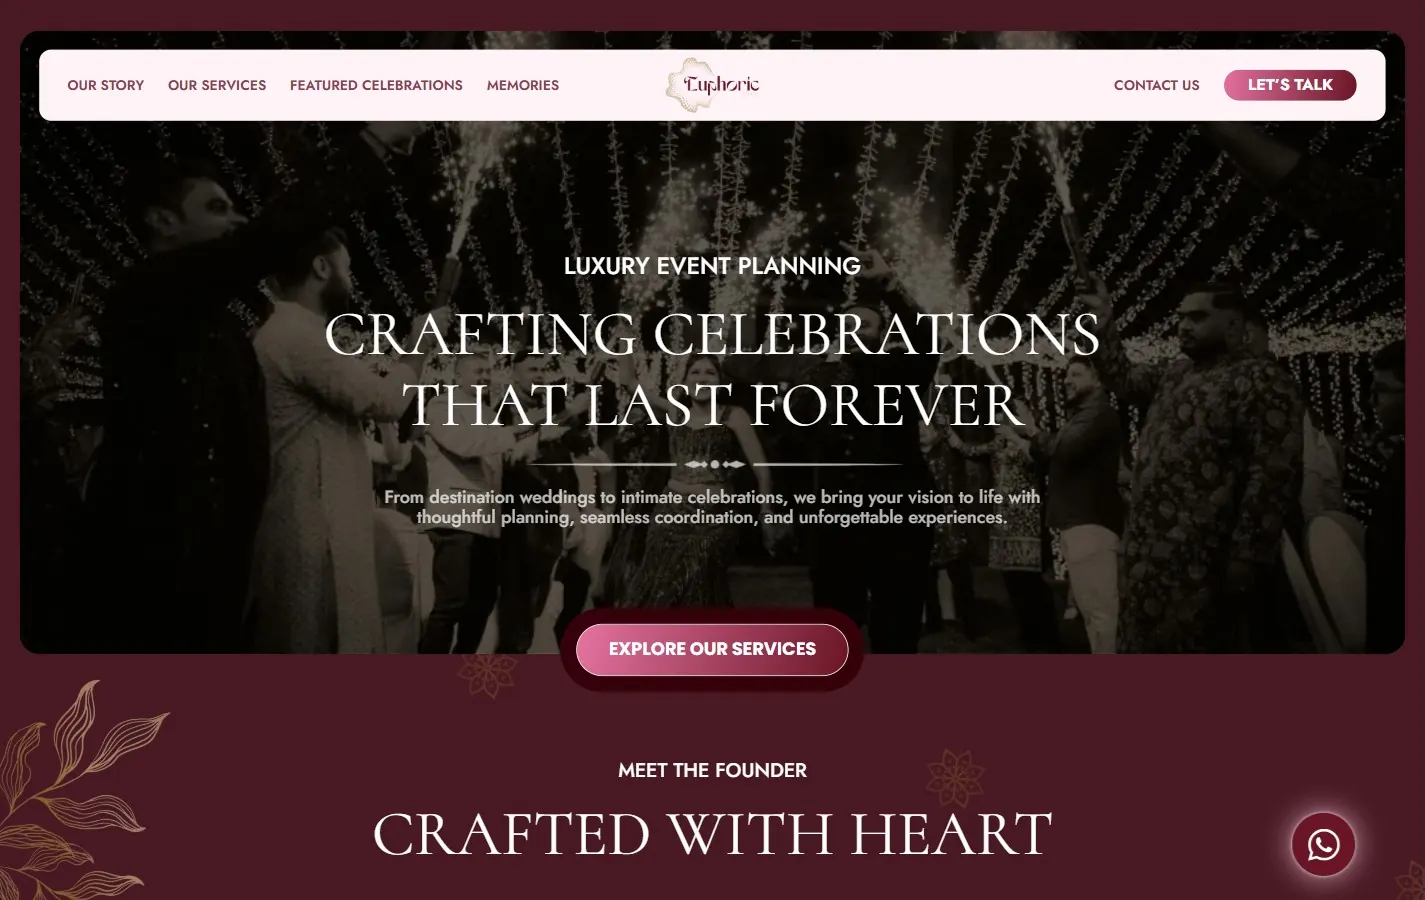 OUR STORY
OUR SERVICES
FEATURED CELEBRATIONS
MEMORIES
Euphoric
CONTACT US
LET'S TALK
LUXURY EVENT PLANNING
CRAFTING CELEBRATIONS
THAT LAST FOREVER
From destination weddings to intimate celebrations, we bring your vision to life with
thoughtful planning, seamless coordination, and unforgettable experiences.
EXPLORE OUR SERVICES
MEET THE FOUNDER
CRAFTED WITH HEART